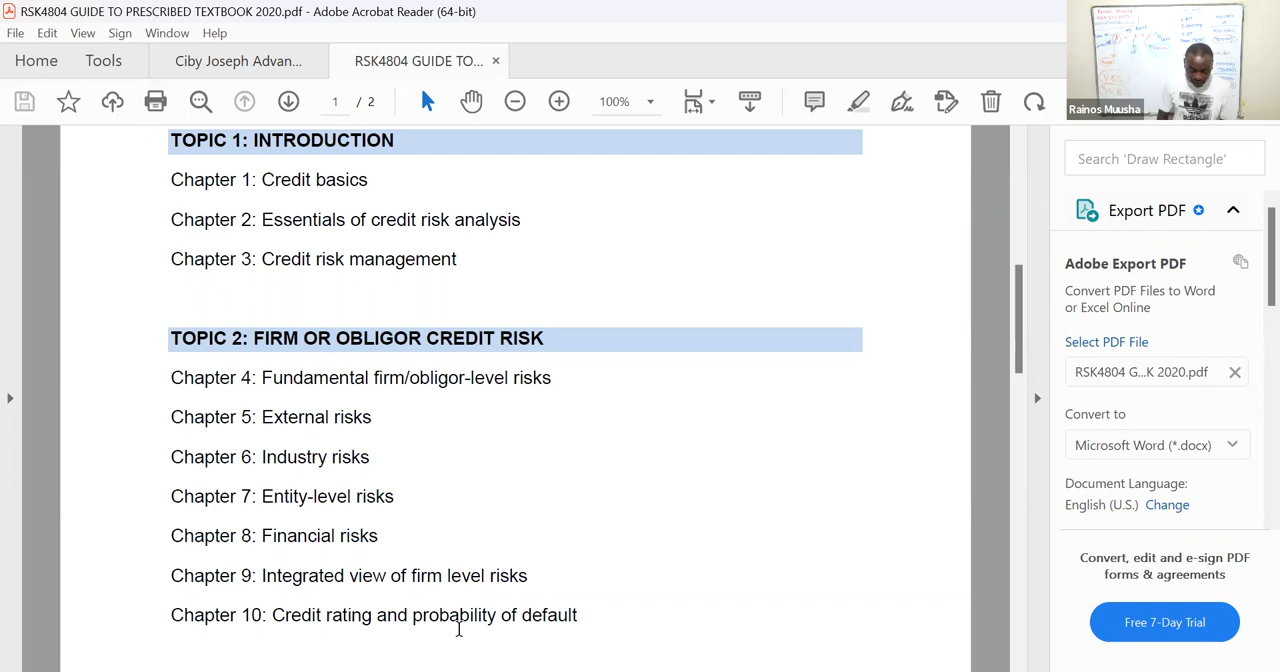 RSK4804 GUIDE TO PRESCRIBED TEXTBOOK 2020.pdf - Adobe Acrobat Reader (64-bit)
File Edit View Sign Window Help
Home Tools Ciby Joseph Advan... RSK4804 GUIDE TO... ×
1 / 2 100%
Rainos Muusha
TOPIC 1: INTRODUCTION
Chapter 1: Credit basics
Chapter 2: Essentials of credit risk analysis
Chapter 3: Credit risk management
TOPIC 2: FIRM OR OBLIGOR CREDIT RISK
Chapter 4: Fundamental firm/obligor-level risks
Chapter 5: External risks
Chapter 6: Industry risks
Chapter 7: Entity-level risks
Chapter 8: Financial risks
Chapter 9: Integrated view of firm level risks
Chapter 10: Credit rating and probability of default
Search 'Draw Rectangle'
Export PDF
Adobe Export PDF
Convert PDF Files to Word
or Excel Online
Select PDF File
RSK4804 G...K 2020.pdf
Convert to
Microsoft Word (*.docx)
Document Language:
English (U.S.) Change
Convert, edit and e-sign PDF
forms & agreements
Free 7-Day Trial